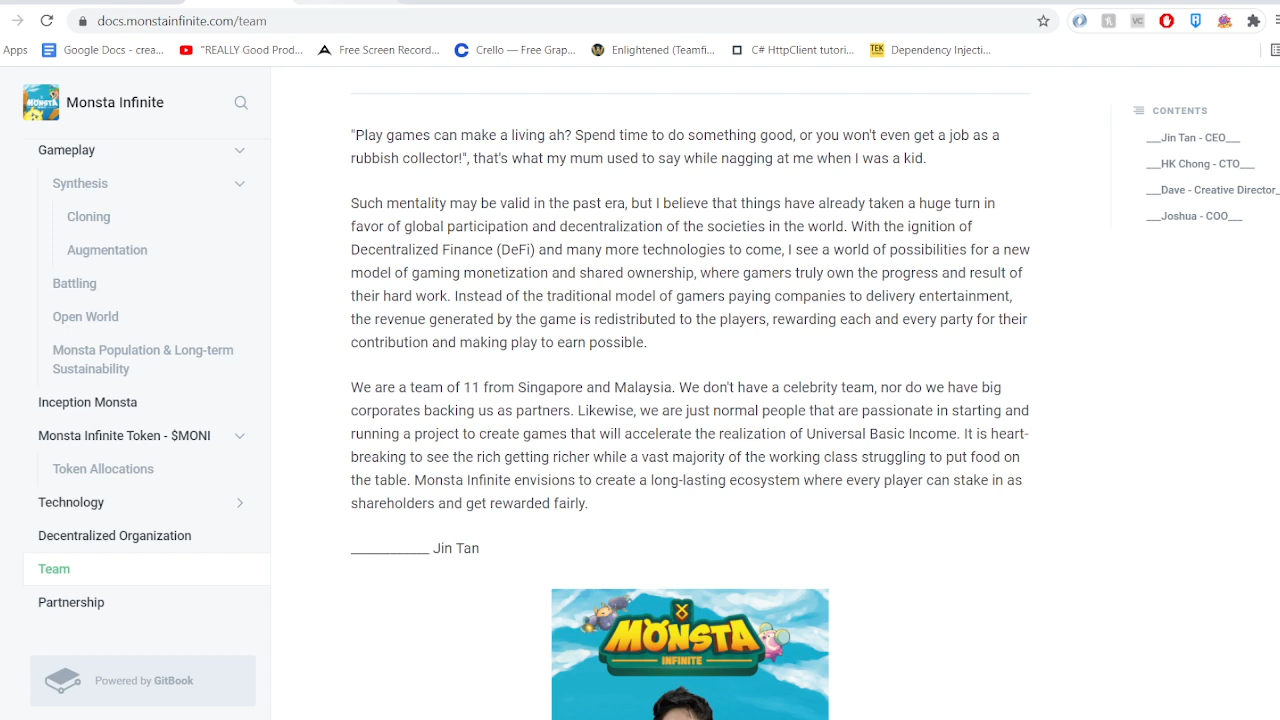 docs.monstainfinite.com/team
Apps
Google Docs - crea...
"REALLY Good Prod...
Free Screen Record...
Crello — Free Grap...
Enlightened (Teamfi...
C# HttpClient tutori...
TEK
Dependency Injecti...
MONSTA
Monsta Infinite
Gameplay
Synthesis
Cloning
Augmentation
Battling
Open World
Monsta Population & Long-term
Sustainability
Inception Monsta
Monsta Infinite Token - $MONI
Token Allocations
Technology
Decentralized Organization
Team
Partnership
Powered by GitBook
"Play games can make a living ah? Spend time to do something good, or you won't even get a job as a
rubbish collector!", that's what my mum used to say while nagging at me when I was a kid.
Such mentality may be valid in the past era, but I believe that things have already taken a huge turn in
favor of global participation and decentralization of the societies in the world. With the ignition of
Decentralized Finance (DeFi) and many more technologies to come, I see a world of possibilities for a new
model of gaming monetization and shared ownership, where gamers truly own the progress and result of
their hard work. Instead of the traditional model of gamers paying companies to delivery entertainment,
the revenue generated by the game is redistributed to the players, rewarding each and every party for their
contribution and making play to earn possible.
We are a team of 11 from Singapore and Malaysia. We don't have a celebrity team, nor do we have big
corporates backing us as partners. Likewise, we are just normal people that are passionate in starting and
running a project to create games that will accelerate the realization of Universal Basic Income. It is heart-
breaking to see the rich getting richer while a vast majority of the working class struggling to put food on
the table. Monsta Infinite envisions to create a long-lasting ecosystem where every player can stake in as
shareholders and get rewarded fairly.
___________ Jin Tan
MONSTA
INFINITE
CONTENTS
___Jin Tan - CEO___
___HK Chong - CTO___
___Dave - Creative Director_
___Joshua - COO___
VC